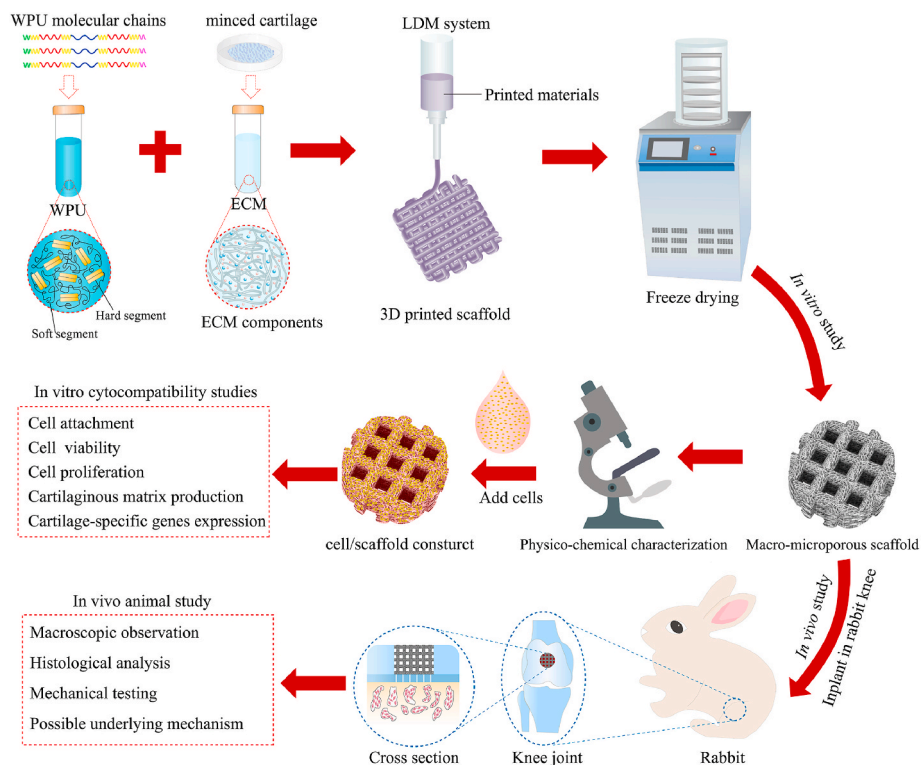 WPU molecular chains
minced cartilage
LDM system
Printed materials
WPU
ECM
Hard segment
Soft segment
ECM components
3D printed scaffold
Freeze drying
In vitro study
In vitro cytocompatibility studies
Cell attachment
Cell viability
Cell proliferation
Cartilaginous matrix production
Cartilage-specific genes expression
Add cells
cell/scaffold consturct
Physico-chemical characterization
Macro-microporous scaffold
In vivo study
Inplant in rabbit knee
In vivo animal study
Macroscopic observation
Histological analysis
Mechanical testing
Possible underlying mechanism
Cross section
Knee joint
Rabbit